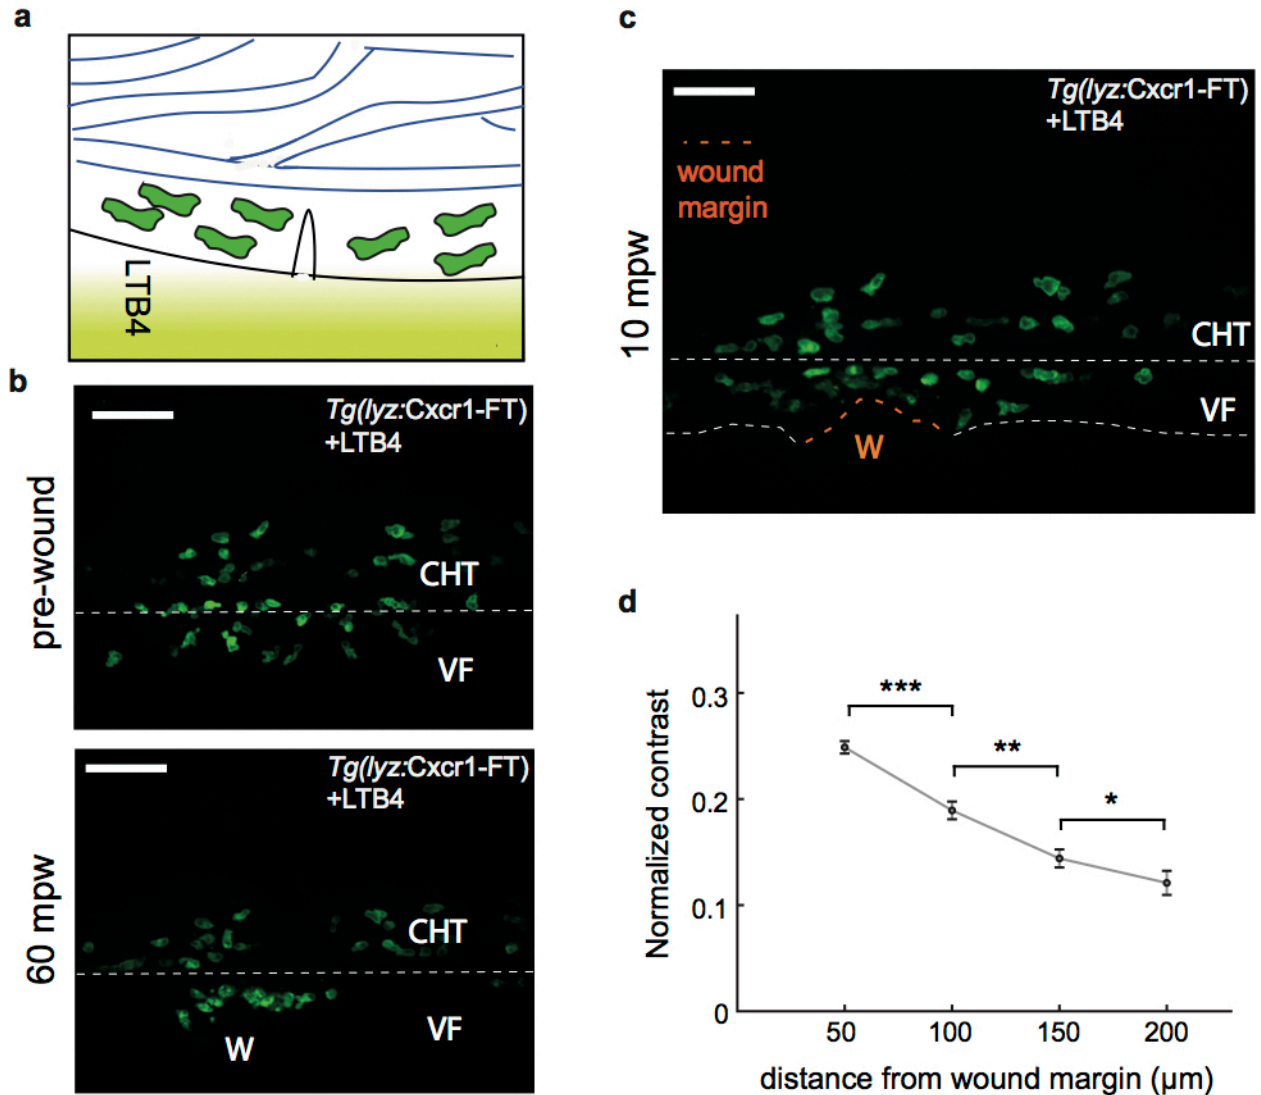 a
LTB4
b
pre-wound
Tg(lyz:Cxcr1-FT)
+LTB4
CHT
VF
60 mpw
Tg(lyz:Cxcr1-FT)
+LTB4
CHT
VF
W
c
10 mpw
Tg(lyz:Cxcr1-FT)
+LTB4
wound
margin
CHT
VF
W
d
Normalized contrast
0.3
0.2
0.1
0
***
**
*
50 100 150 200
distance from wound margin (µm)